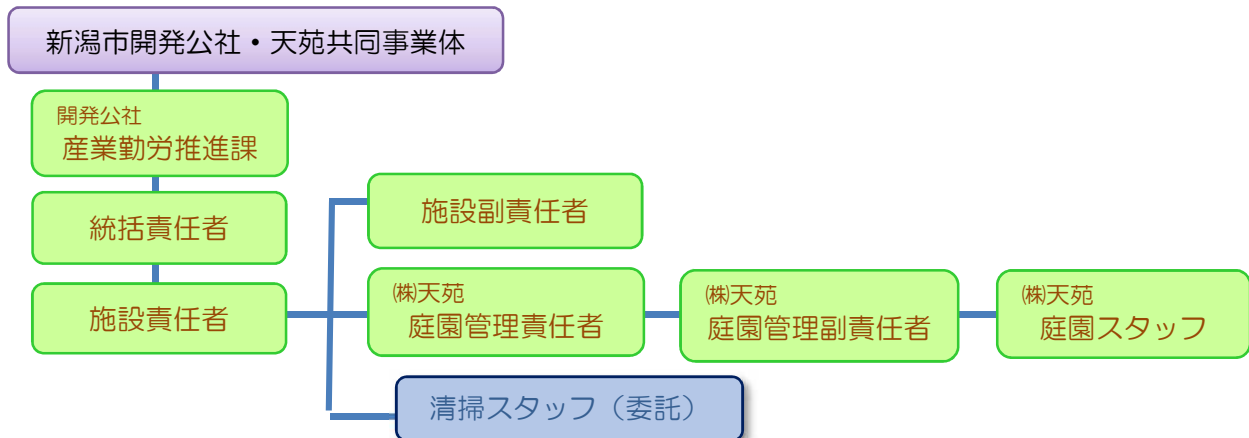 新潟市開発公社・天苑共同事業体
開発公社
産業勤労推進課
統括責任者
施設責任者
施設副責任者
㈱天苑
庭園管理責任者
㈱天苑
庭園管理副責任者
㈱天苑
庭園スタッフ
清掃スタッフ（委託）